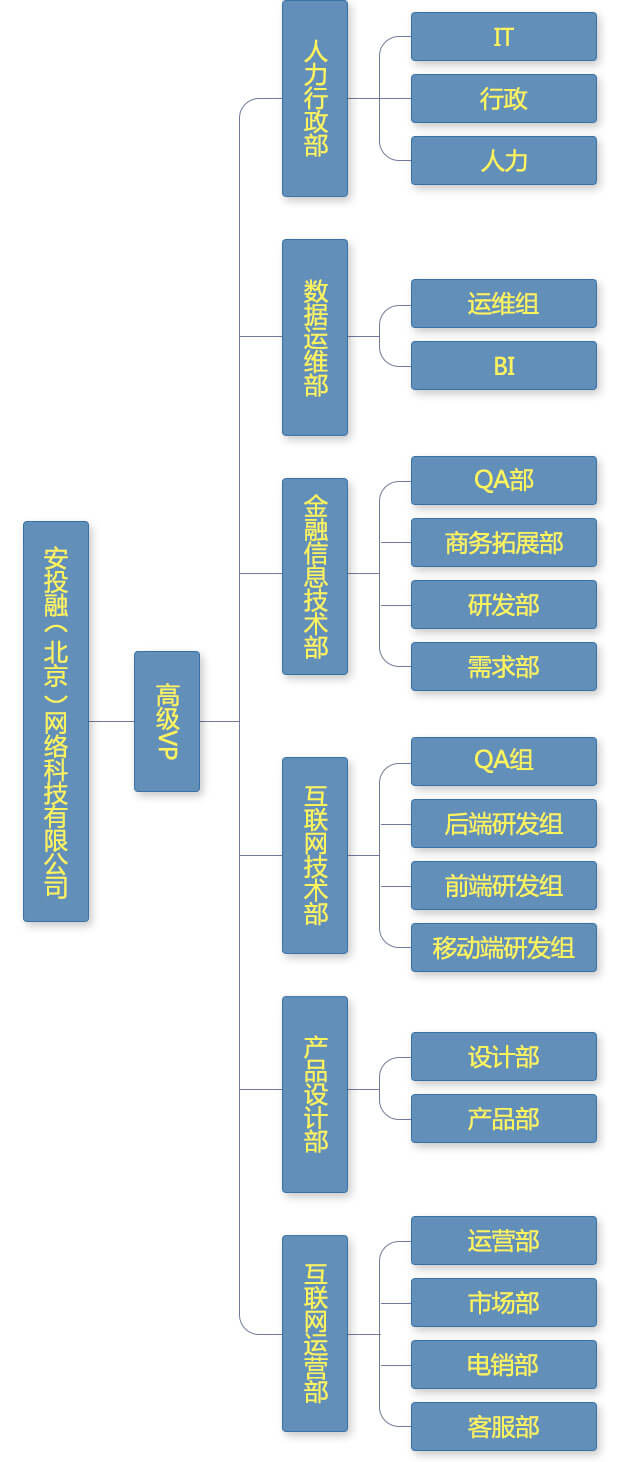 安投融（北京）网络科技有限公司
高级VP
人力行政部
IT
行政
人力
数据运维部
运维组
BI
金融信息技术部
QA部
商务拓展部
研发部
需求部
互联网技术部
QA组
后端研发组
前端研发组
移动端研发组
产品设计部
设计部
产品部
互联网运营部
运营部
市场部
电销部
客服部